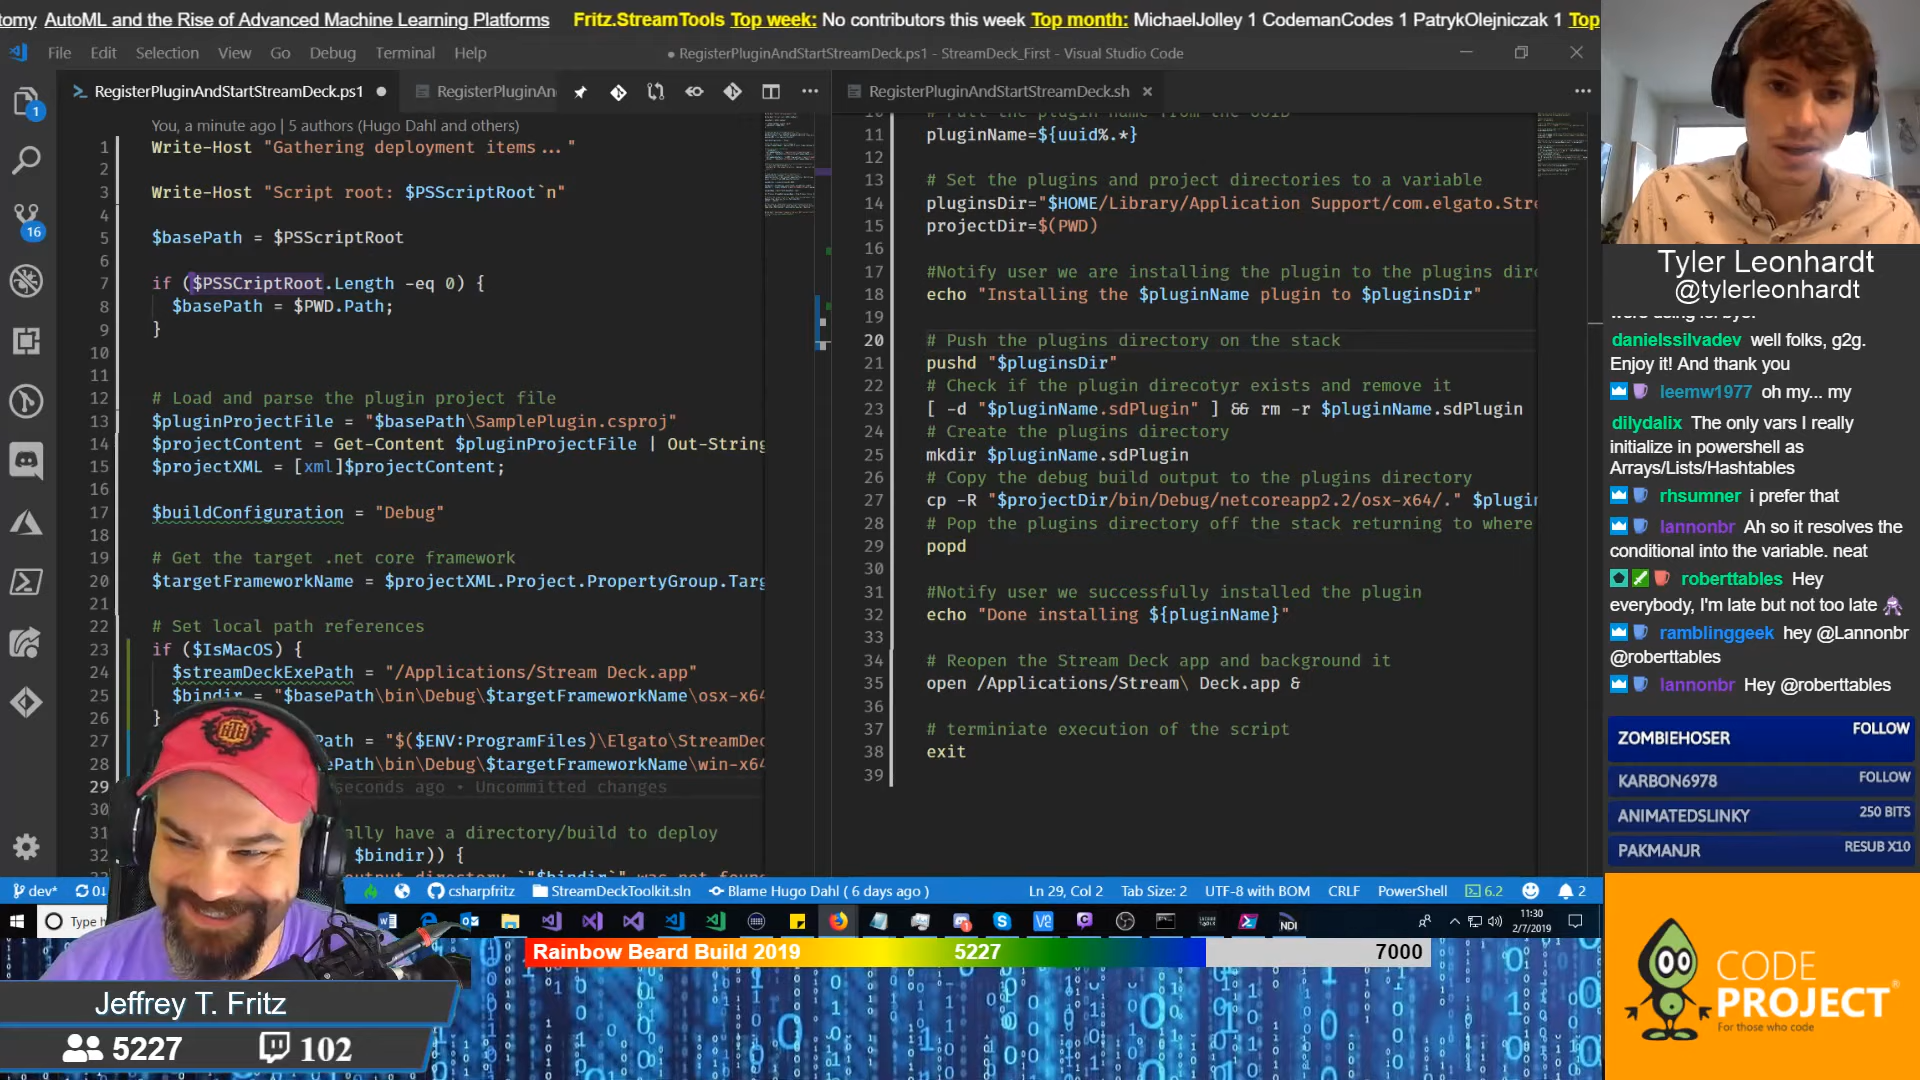 tomy AutoML and the Rise of Advanced Machine Learning Platforms Fritz.StreamTools Top week: No contributors this week Top month: MichaelJolley 1 CodemanCodes 1 PatrykOlejniczak 1 Top
File Edit Selection View Go Debug Terminal Help ● RegisterPluginAndStartStreamDeck.ps1 - StreamDeck_First - Visual Studio Code
RegisterPluginAndStartStreamDeck.ps1 ● RegisterPluginAn
You, a minute ago | 5 authors (Hugo Dahl and others)
1 Write-Host "Gathering deployment items..."
2
3 Write-Host "Script root: $PSScriptRoot`n"
4
5 $basePath = $PSScriptRoot
6
7 if ($PSSCriptRoot.Length -eq 0) {
8 $basePath = $PWD.Path;
9 }
10
11
12 # Load and parse the plugin project file
13 $pluginProjectFile = "$basePath\SamplePlugin.csproj"
14 $projectContent = Get-Content $pluginProjectFile | Out-String
15 $projectXML = [xml]$projectContent;
16
17 $buildConfiguration = "Debug"
18
19 # Get the target .net core framework
20 $targetFrameworkName = $projectXML.Project.PropertyGroup.Targ
21
22 # Set local path references
23 if ($IsMacOS) {
24 $streamDeckExePath = "/Applications/Stream Deck.app"
25 $bindir = "$basePath\bin\Debug\$targetFrameworkName\osx-x64
26 }
27 Path = "$($ENV:ProgramFiles)\Elgato\StreamDec
28 ePath\bin\Debug\$targetFrameworkName\win-x64
29 seconds ago • Uncommitted changes
30
31 ally have a directory/build to deploy
32 $bindir)) {
output directory `"$bindir`" was not found
RegisterPluginAndStartStreamDeck.sh ×
10 # Pull the plugin name from the UUID
11 pluginName=${uuid%.*}
12
13 # Set the plugins and project directories to a variable
14 pluginsDir="$HOME/Library/Application Support/com.elgato.Stre
15 projectDir=$(PWD)
16
17 #Notify user we are installing the plugin to the plugins dire
18 echo "Installing the $pluginName plugin to $pluginsDir"
19
20 # Push the plugins directory on the stack
21 pushd "$pluginsDir"
22 # Check if the plugin direcotyr exists and remove it
23 [ -d "$pluginName.sdPlugin" ] && rm -r $pluginName.sdPlugin
24 # Create the plugins directory
25 mkdir $pluginName.sdPlugin
26 # Copy the debug build output to the plugins directory
27 cp -R "$projectDir/bin/Debug/netcoreapp2.2/osx-x64/." $plugin
28 # Pop the plugins directory off the stack returning to where
29 popd
30
31 #Notify user we successfully installed the plugin
32 echo "Done installing ${pluginName}"
33
34 # Reopen the Stream Deck app and background it
35 open /Applications/Stream\ Deck.app &
36
37 # terminiate execution of the script
38 exit
39
1
16
dev* 0↓ csharpfritz StreamDeckToolkit.sln Blame Hugo Dahl ( 6 days ago ) Ln 29, Col 2 Tab Size: 2 UTF-8 with BOM CRLF PowerShell 6.2 2
Type h
NDI
11:30
2/7/2019
Rainbow Beard Build 2019 5227 7000
Jeffrey T. Fritz
5227 102
Tyler Leonhardt
@tylerleonhardt
danielssilvadev well folks, g2g.
Enjoy it! And thank you
leemw1977 oh my... my
dilydalix The only vars I really
initialize in powershell as
Arrays/Lists/Hashtables
rhsumner i prefer that
lannonbr Ah so it resolves the
conditional into the variable. neat
roberttables Hey
everybody, I'm late but not too late
ramblinggeek hey @Lannonbr
@roberttables
lannonbr Hey @roberttables
ZOMBIEHOSER FOLLOW
KARBON6978 FOLLOW
ANIMATEDSLINKY 250 BITS
PAKMANJR RESUB X10
CODE
PROJECT®
For those who code